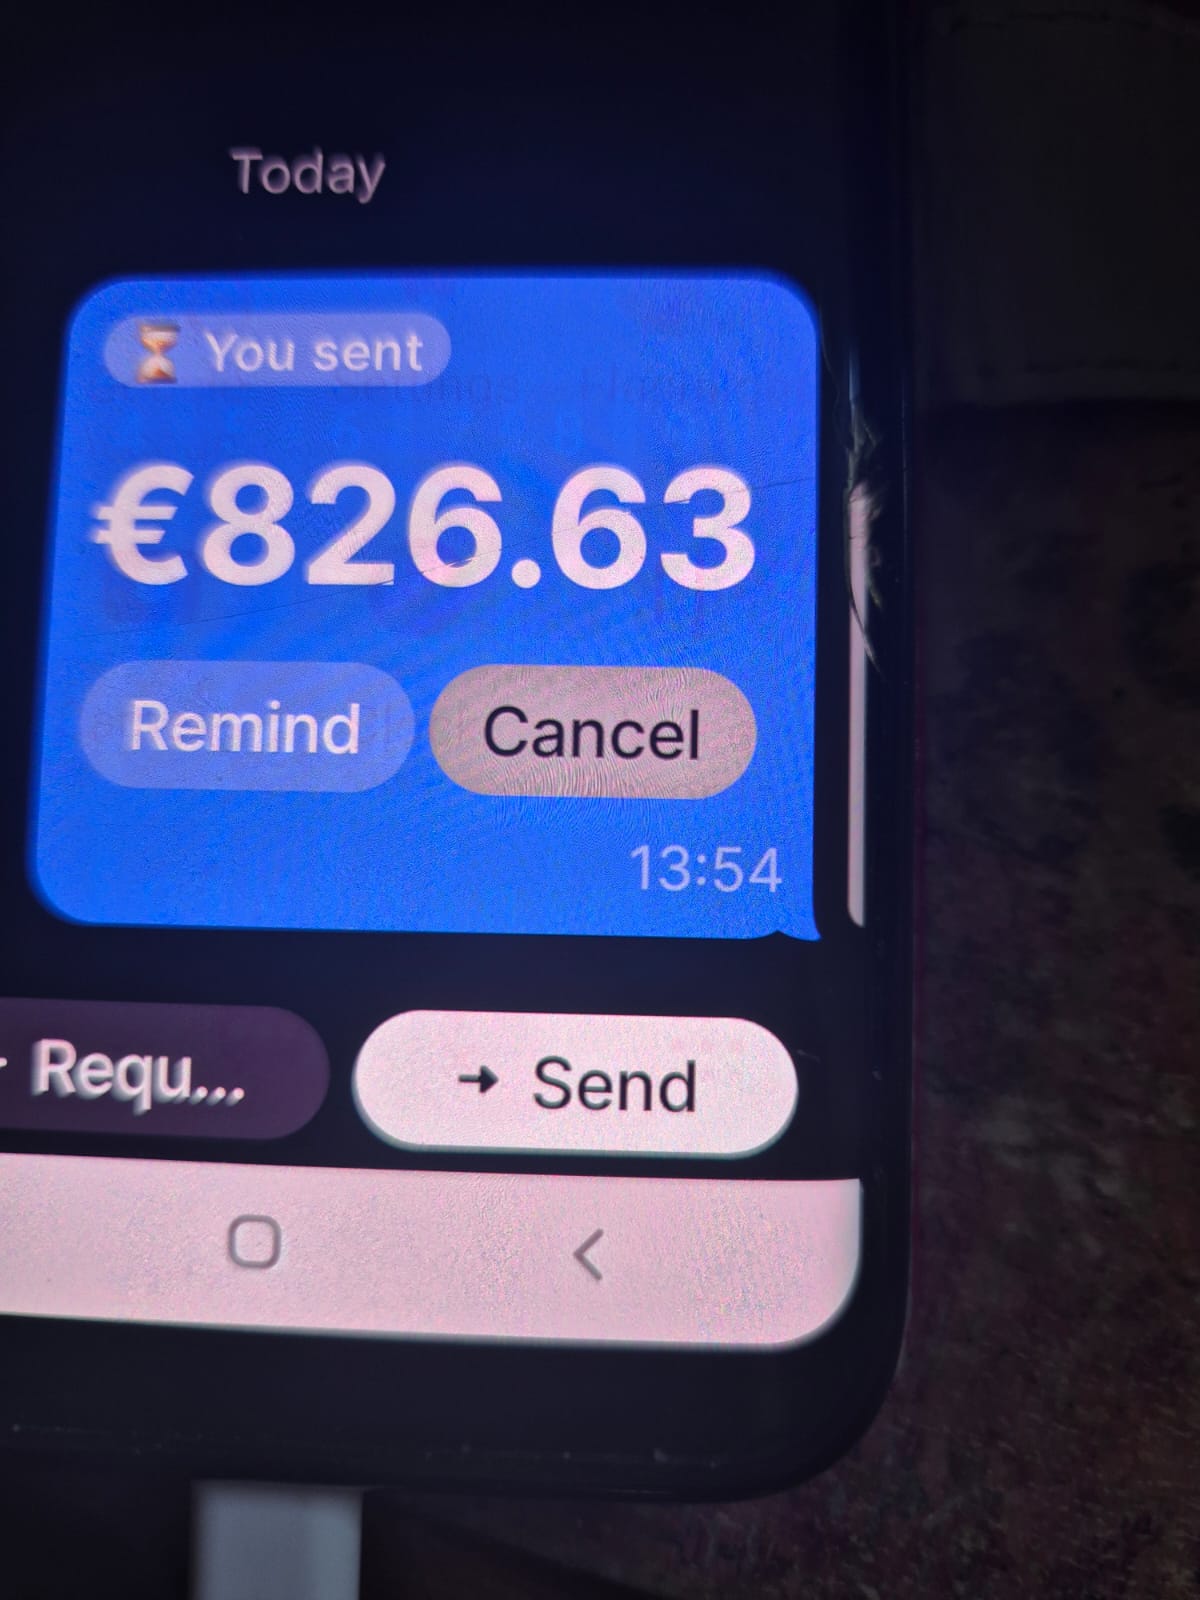 Today
⏳ You sent
€826.63
Remind Cancel
13:54
Requ... → Send